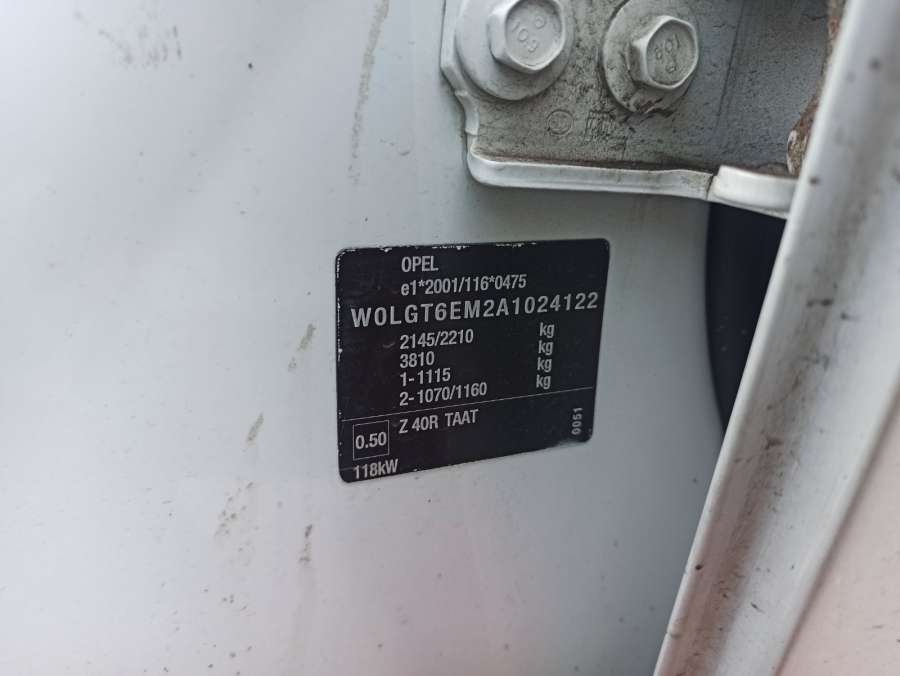 OPEL
e1*2001/116*0475
W0LGT6EM2A1024122
2145/2210 kg
3810 kg
1-1115 kg
2-1070/1160 kg
0.50 Z 40R TAAT
118kW
0051